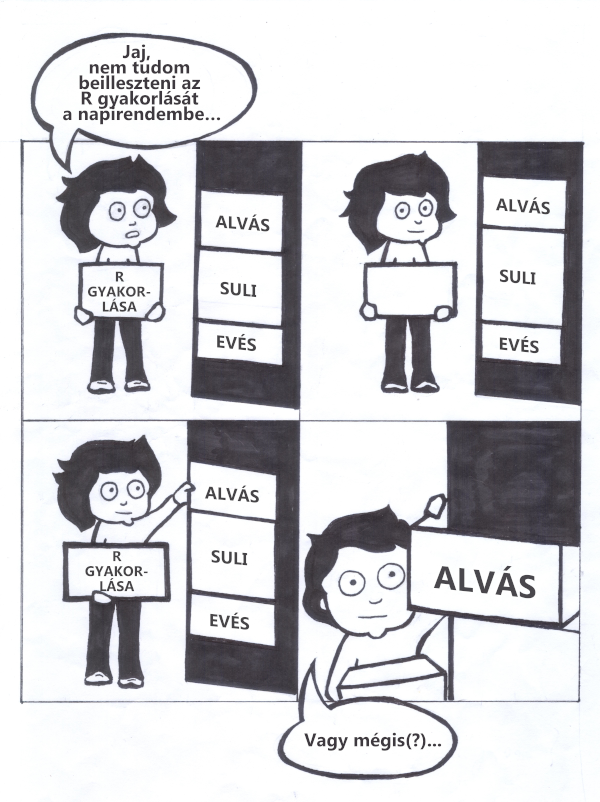 Jaj,
nem tudom
beilleszteni az
R gyakorlását
a napirendembe...
R
GYAKOR-
LÁSA
ALVÁS
SULI
EVÉS
ALVÁS
SULI
EVÉS
R
GYAKOR-
LÁSA
ALVÁS
SULI
EVÉS
ALVÁS
Vagy mégis(?)...